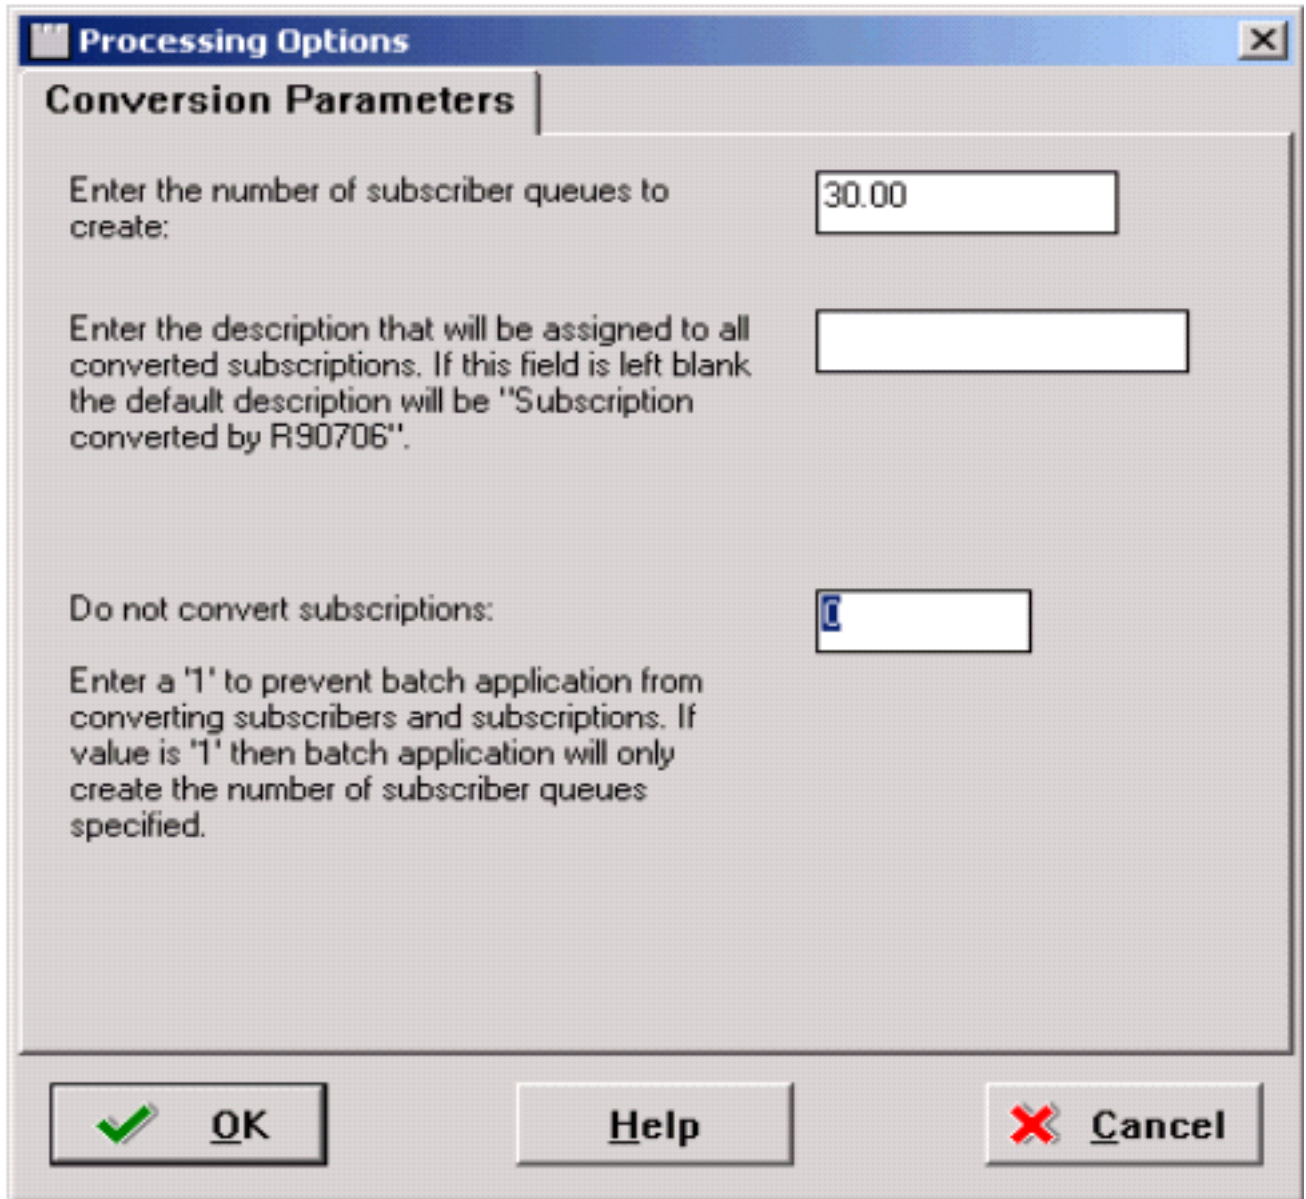 Processing Options
Conversion Parameters
Enter the number of subscriber queues to
create:
30.00
Enter the description that will be assigned to all
converted subscriptions. If this field is left blank
the default description will be "Subscription
converted by R90706".
Do not convert subscriptions:
0
Enter a '1' to prevent batch application from
converting subscribers and subscriptions. If
value is '1' then batch application will only
create the number of subscriber queues
specified.
OK
Help
Cancel